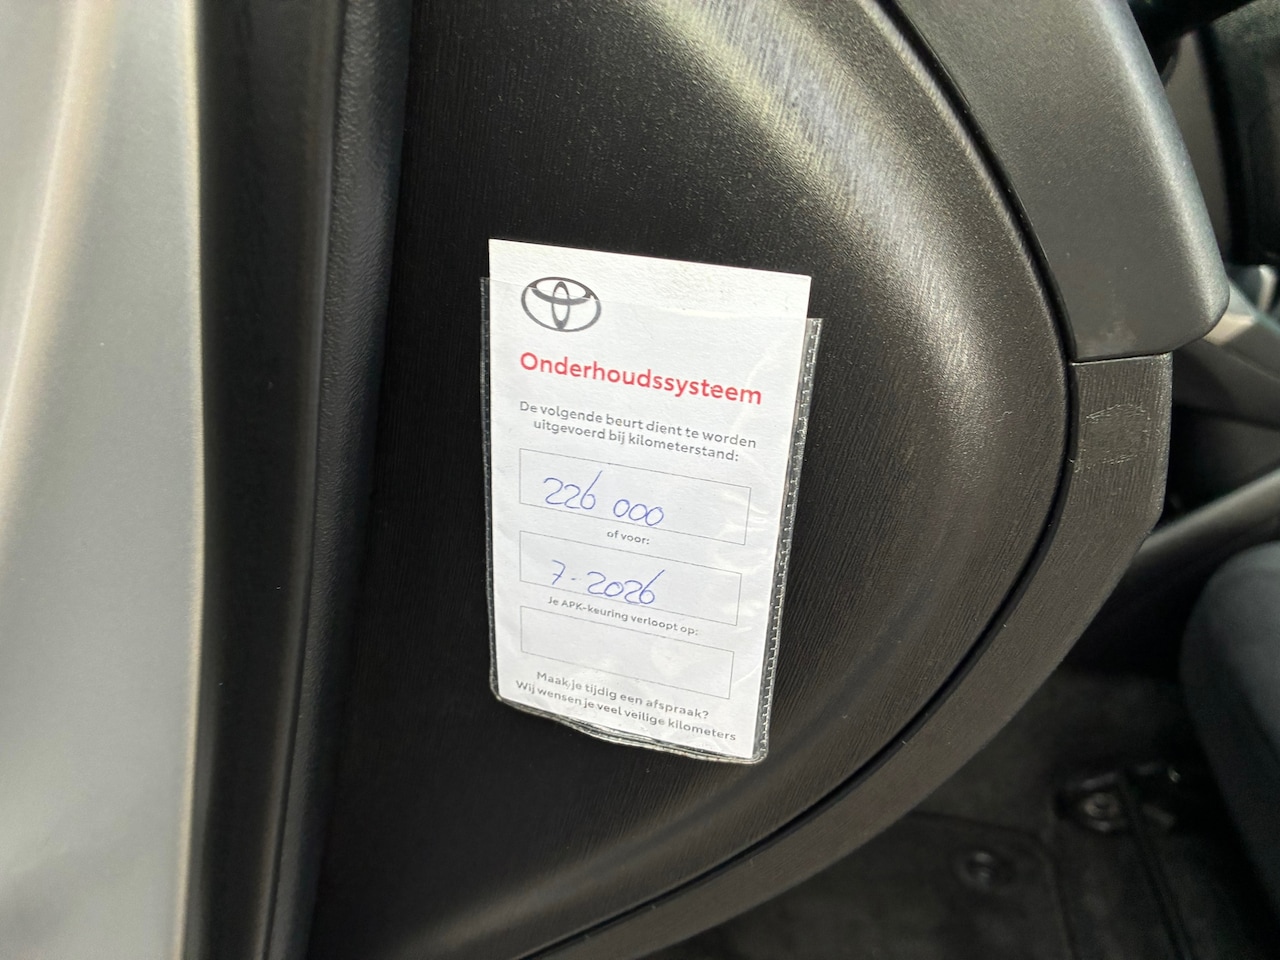 Onderhoudssysteem
De volgende beurt dient te worden
uitgevoerd bij kilometerstand:
226 000
of voor:
7-2026
Je APK-keuring verloopt op:
Maak je tijdig een afspraak?
Wij wensen je veel veilige kilometers